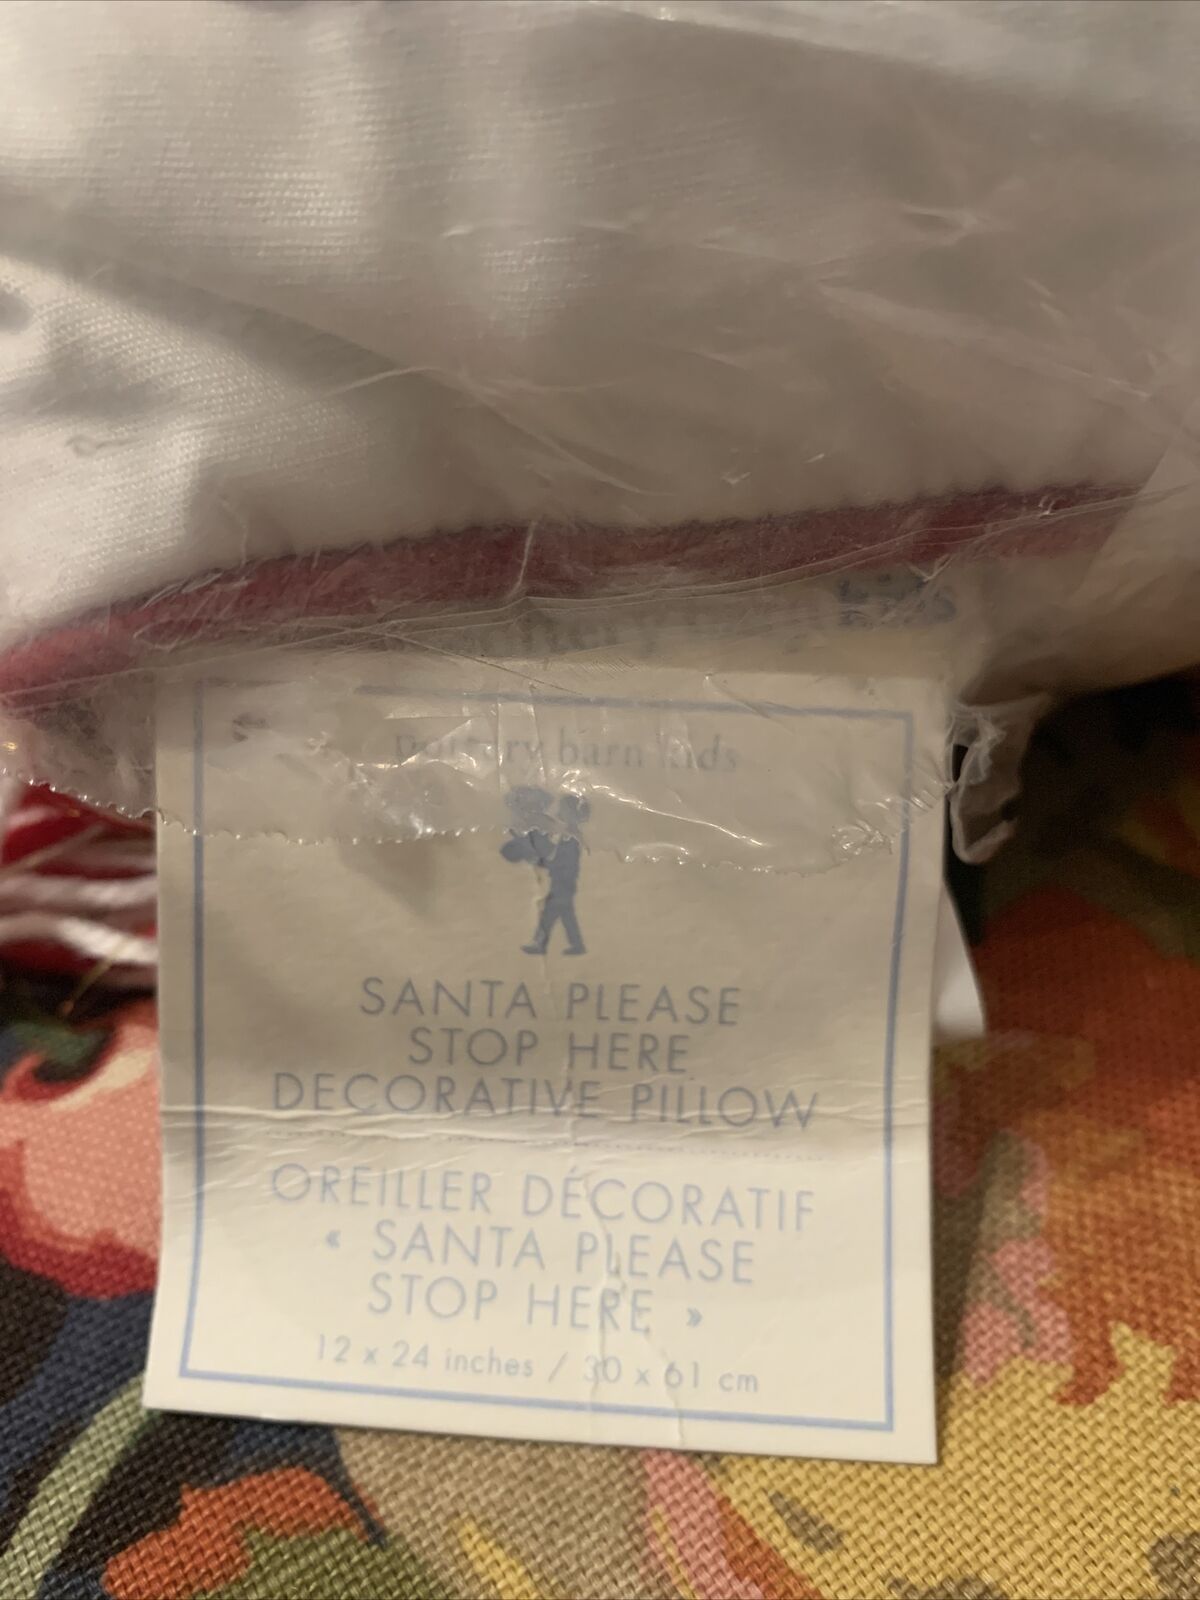 pottery barn kids
SANTA PLEASE
STOP HERE
DECORATIVE PILLOW
OREILLER DÉCORATIF
« SANTA PLEASE
STOP HERE »
12 x 24 inches / 30 x 61 cm